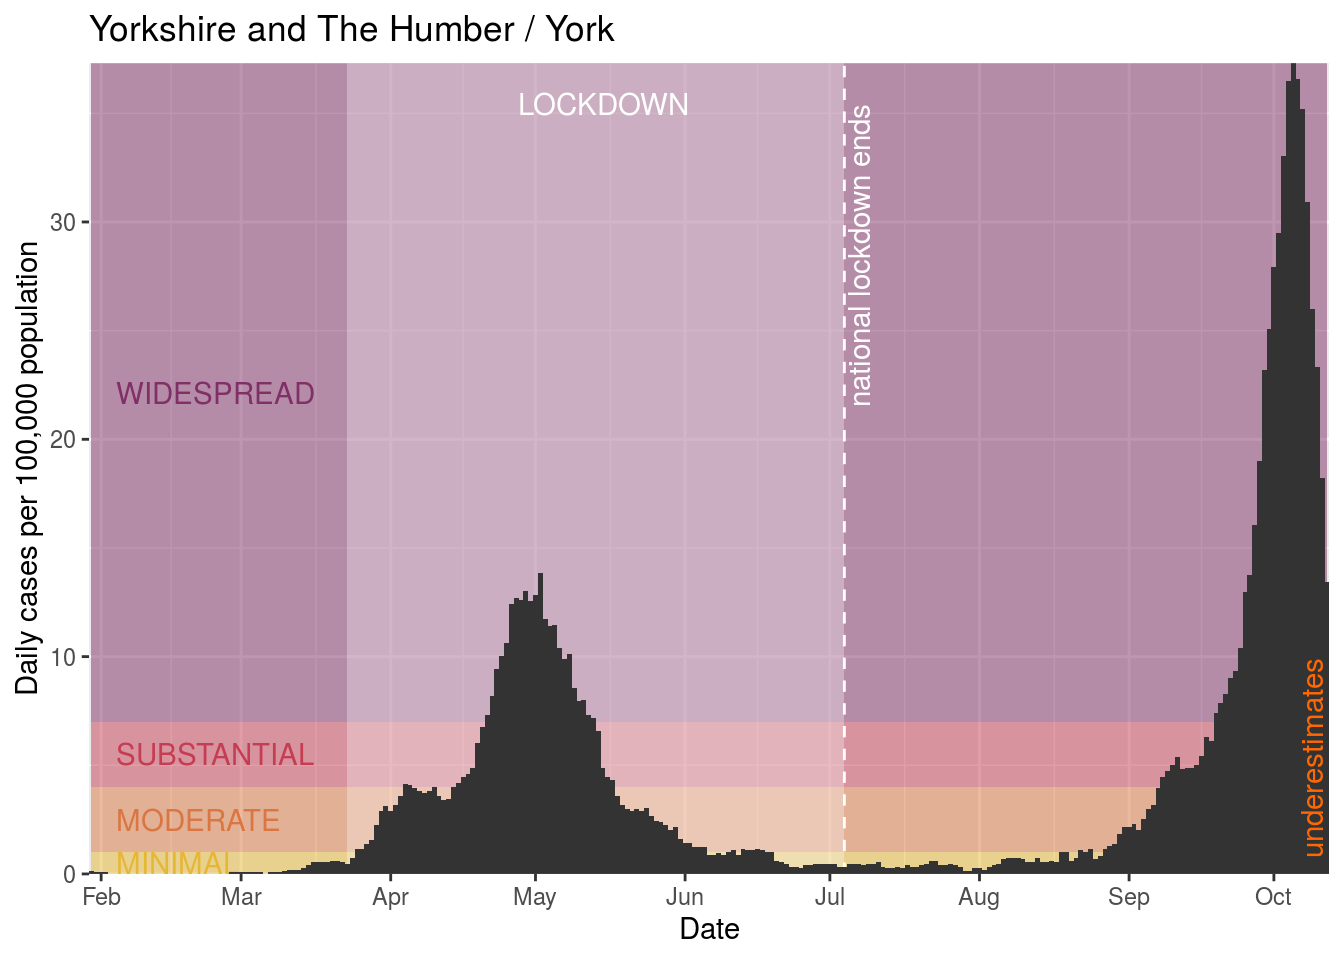 Yorkshire and The Humber / York
LOCKDOWN
national lockdown ends
WIDESPREAD
SUBSTANTIAL
MODERATE
MINIMAL
underestimates
Daily cases per 100,000 population
30
20
10
0
Feb Mar Apr May Jun Jul Aug Sep Oct
Date